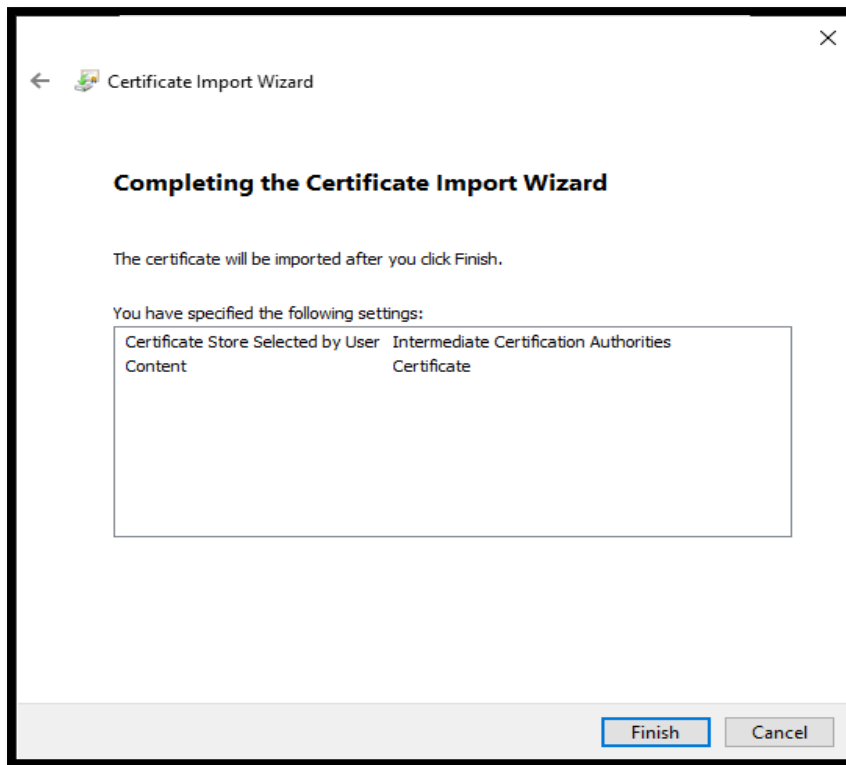 Certificate Import Wizard
Completing the Certificate Import Wizard
The certificate will be imported after you click Finish.
You have specified the following settings:
Certificate Store Selected by User Intermediate Certification Authorities
Content Certificate
Finish Cancel